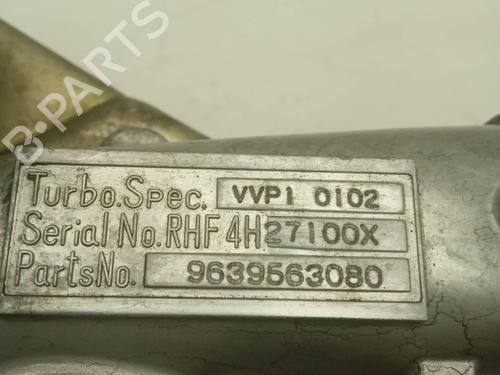 B-PARTS
Turbo.Spec. VVP1 0102
Serial No.RHF4H27100X
PartsNo. 9639563080